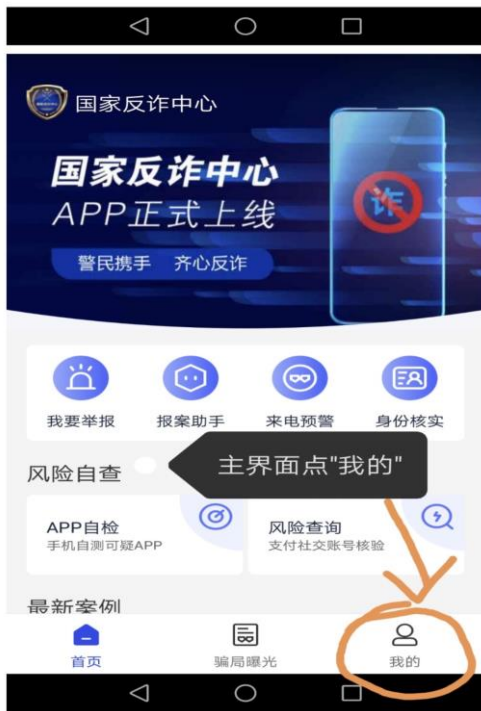 国家反诈中心
国家反诈中心
APP正式上线
诈
警民携手 齐心反诈
我要举报 报案助手 来电预警 身份核实
主界面点"我的"
风险自查
APP自检 风险查询
手机自测可疑APP 支付社交账号核验
最新案例
首页 骗局曝光 我的